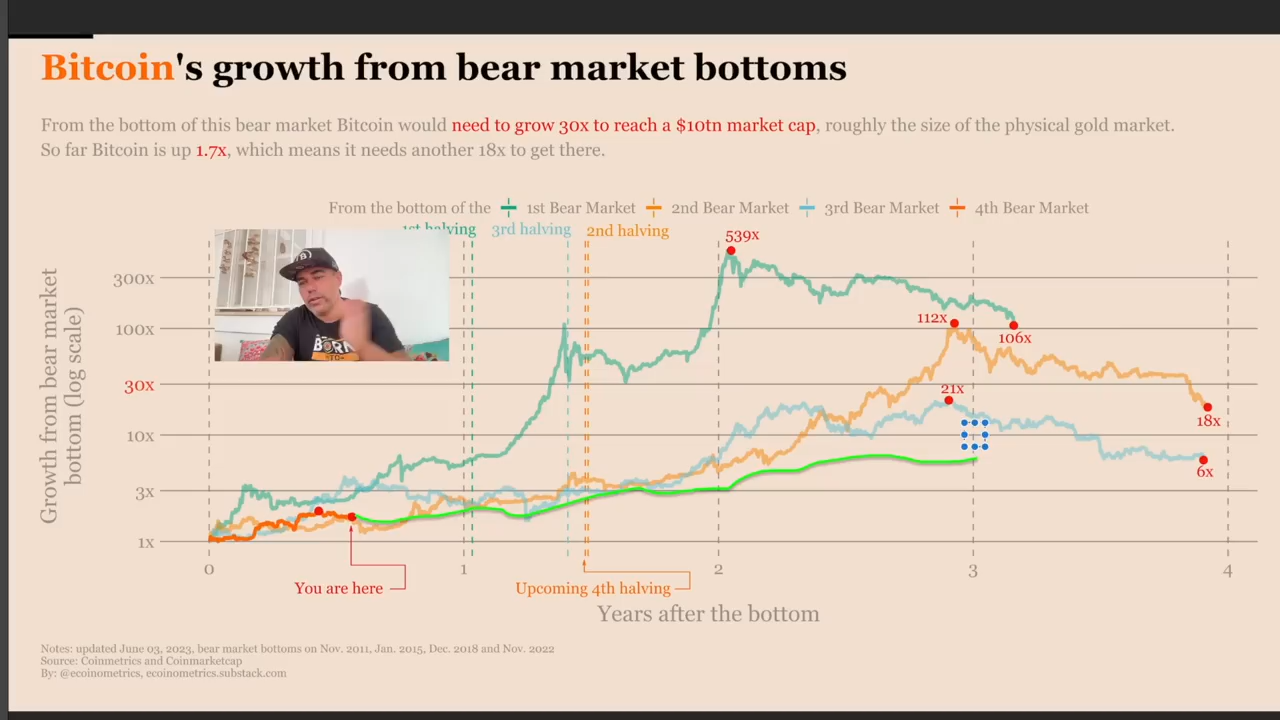 Bitcoin's growth from bear market bottoms
From the bottom of this bear market Bitcoin would need to grow 30x to reach a $10tn market cap, roughly the size of the physical gold market.
So far Bitcoin is up 1.7x, which means it needs another 18x to get there.
From the bottom of the 1st Bear Market 2nd Bear Market 3rd Bear Market 4th Bear Market
1st halving 3rd halving 2nd halving
539x
300x
112x
100x
106x
30x
21x
18x
10x
6x
3x
1x
Growth from bear market
bottom (log scale)
BORN
0 1 2 3 4
You are here
Upcoming 4th halving
Years after the bottom
Notes: updated June 03, 2023, bear market bottoms on Nov. 2011, Jan. 2015, Dec. 2018 and Nov. 2022
Source: Coinmetrics and Coinmarketcap
By: @ecoinometrics, ecoinometrics.substack.com